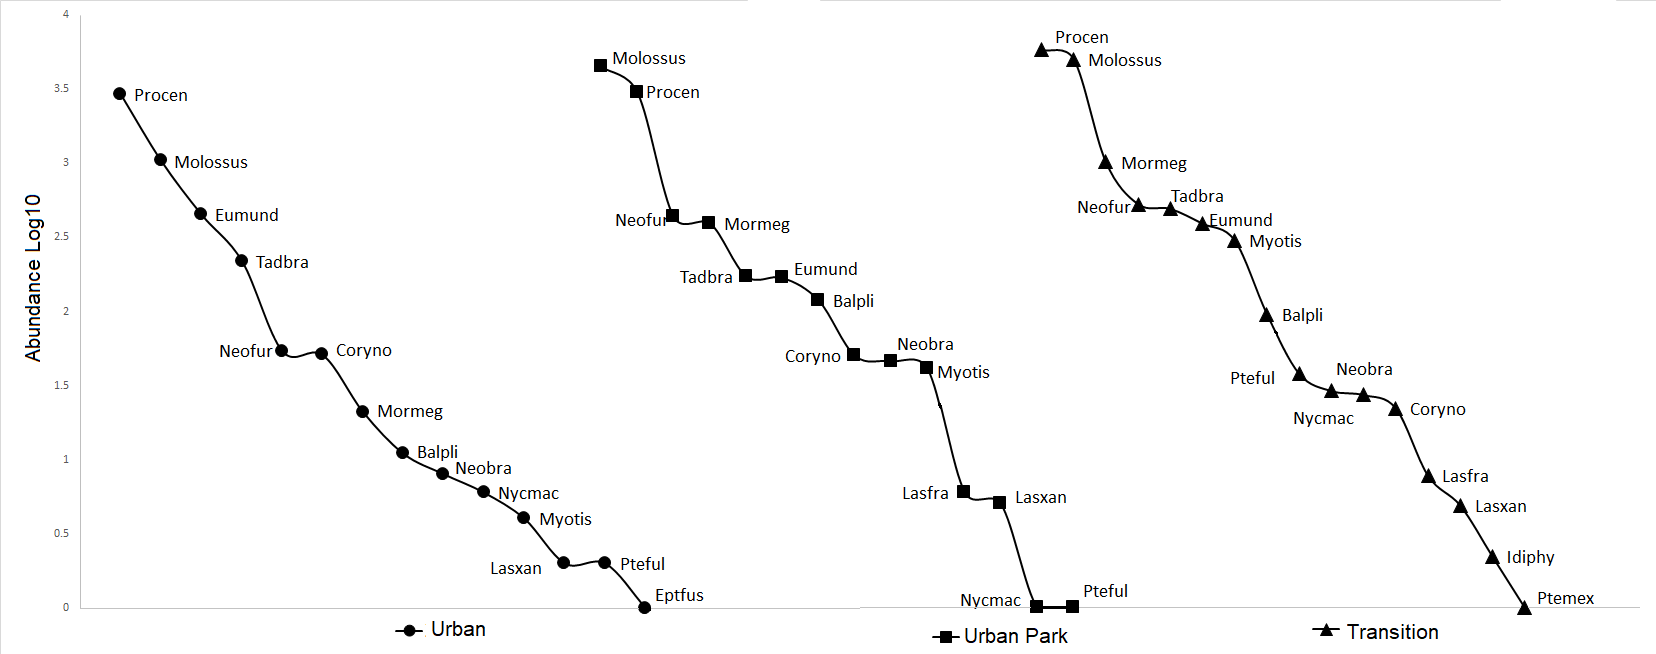 Abundance Log10
4
3.5
3
2.5
2
1.5
1
0.5
0
Procen
Molossus
Eumund
Tadbra
Neofur
Coryno
Mormeg
Balpli
Neobra
Nycmac
Myotis
Lasxan
Pteful
Eptfus
Molossus
Procen
Neofur
Mormeg
Tadbra
Eumund
Balpli
Coryno
Neobra
Myotis
Lasfra
Lasxan
Nycmac
Pteful
Procen
Molossus
Mormeg
Neofur
Tadbra
Eumund
Myotis
Balpli
Pteful
Neobra
Nycmac
Coryno
Lasfra
Lasxan
Idiphy
Ptemex
Urban
Urban Park
Transition